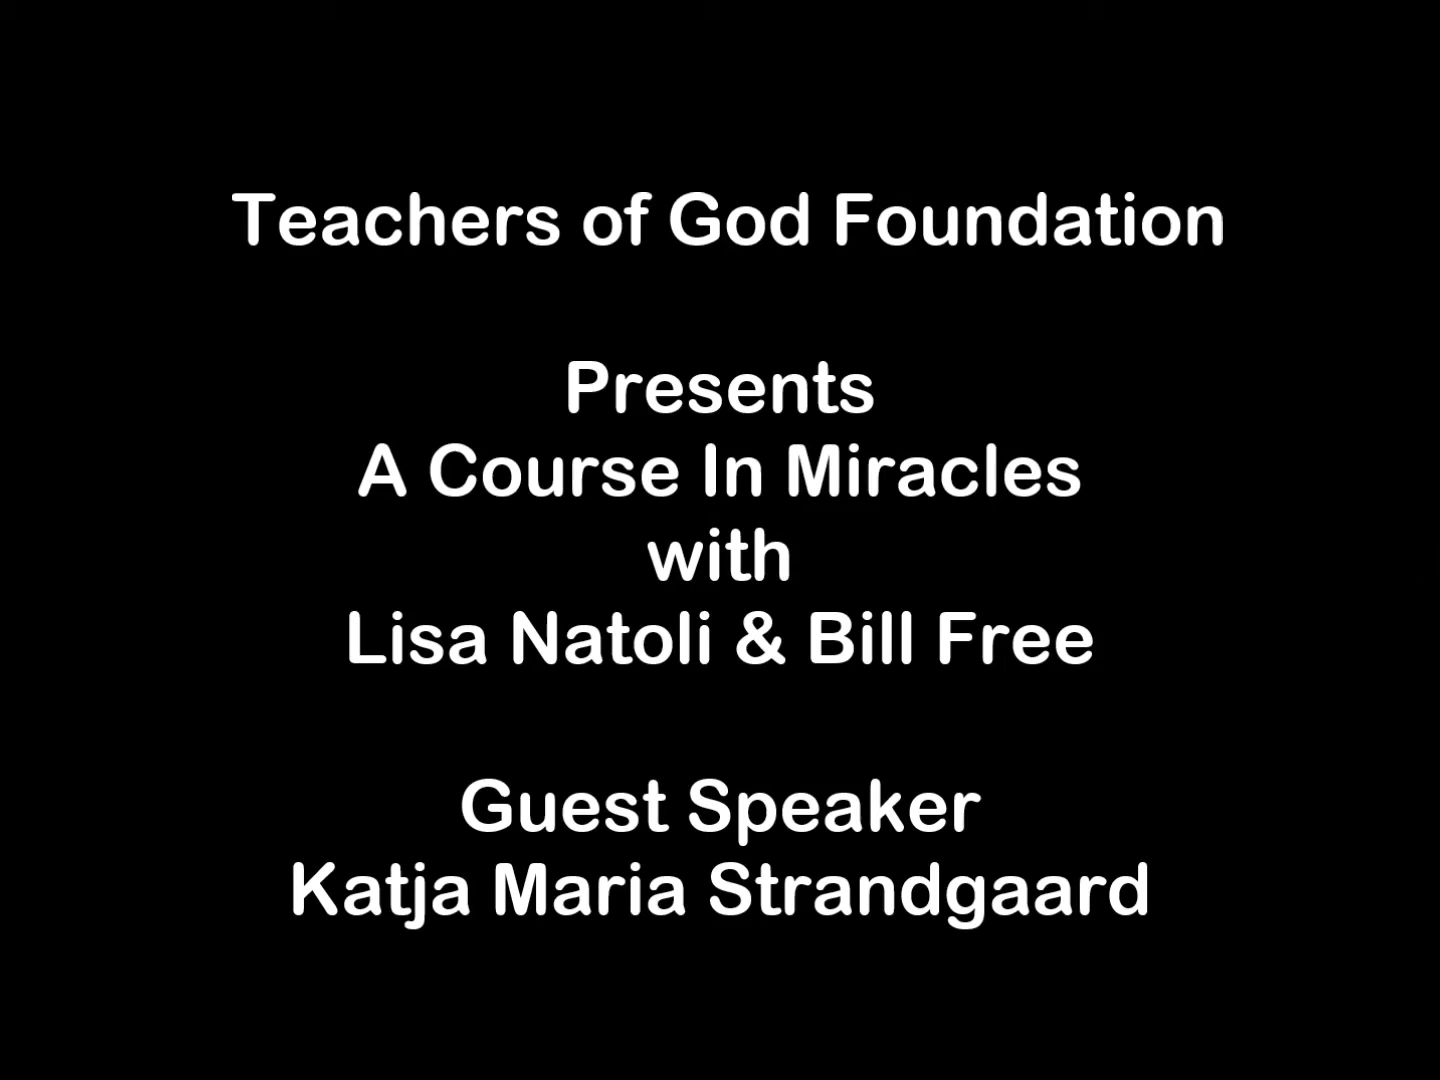 Teachers of God Foundation
Presents
A Course In Miracles
with
Lisa Natoli & Bill Free
Guest Speaker
Katja Maria Strandgaard